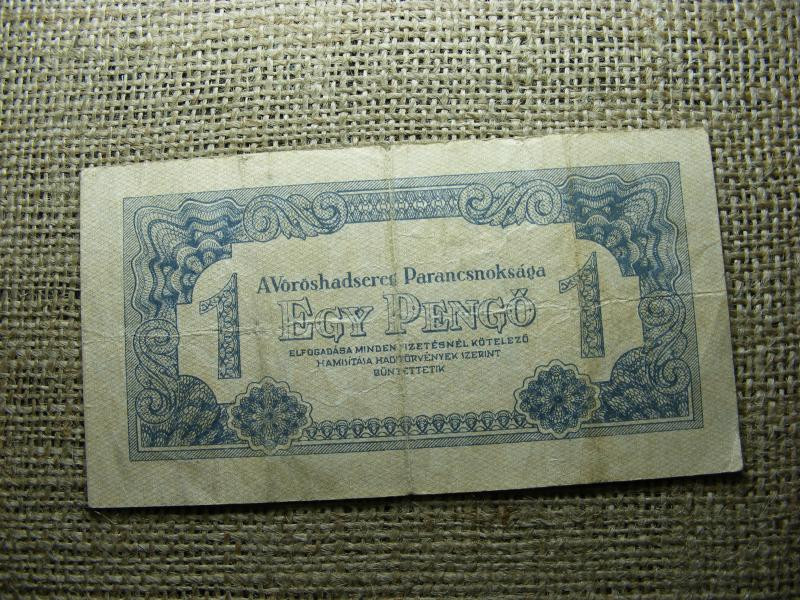 A Vöröshadsereg Parancsnoksága
1 EGY PENGŐ 1
ELFOGADÁSA MINDEN FIZETÉSNÉL KÖTELEZŐ
HAMISÍTÁSA HADITÖRVÉNYEK SZERINT
BÜNTETTETIK